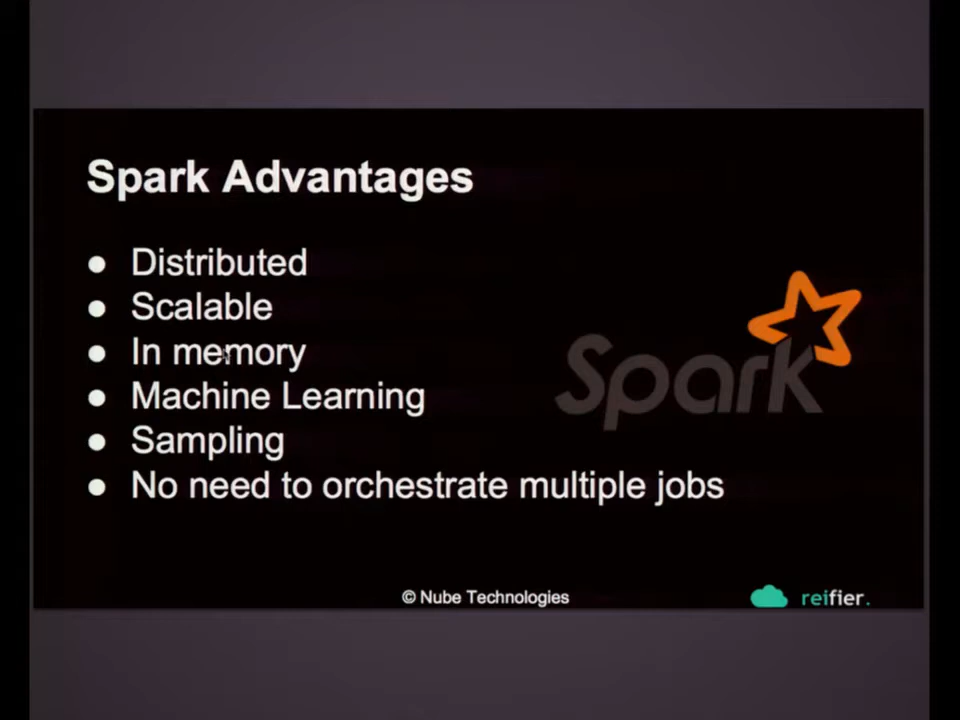 Spark Advantages
● Distributed
● Scalable
● In memory
● Machine Learning
● Sampling
● No need to orchestrate multiple jobs
Spark
© Nube Technologies
reifier.